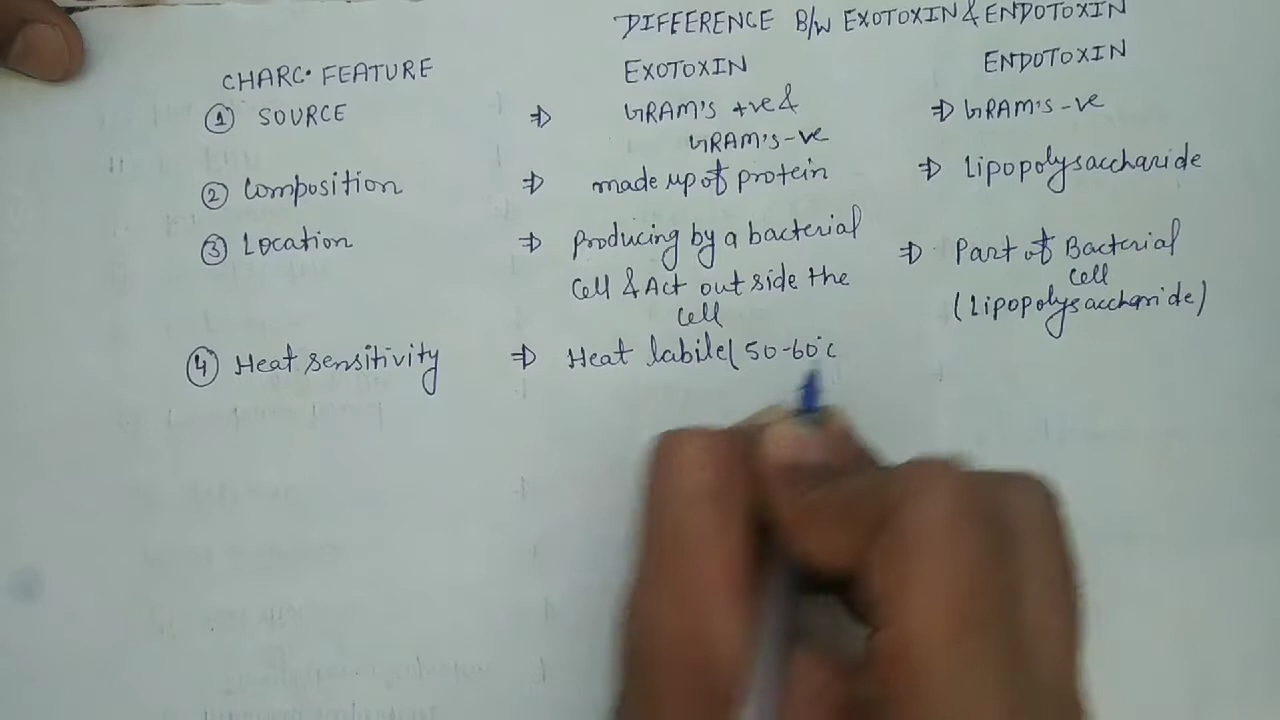 DIFFERENCE B/W EXOTOXIN & ENDOTOXIN
CHARC. FEATURE EXOTOXIN ENDOTOXIN
① SOURCE ⇒ GRAM'S +ve & ⇒ GRAM'S -ve
GRAM'S -ve
② Composition ⇒ made up of protein ⇒ Lipopolysaccharide
③ Location ⇒ Producing by a bacterial ⇒ Part of Bacterial
Cell & Act out side the cell
cell (Lipopolysaccharide)
④ Heat sensitivity ⇒ Heat labile( 50-60°c